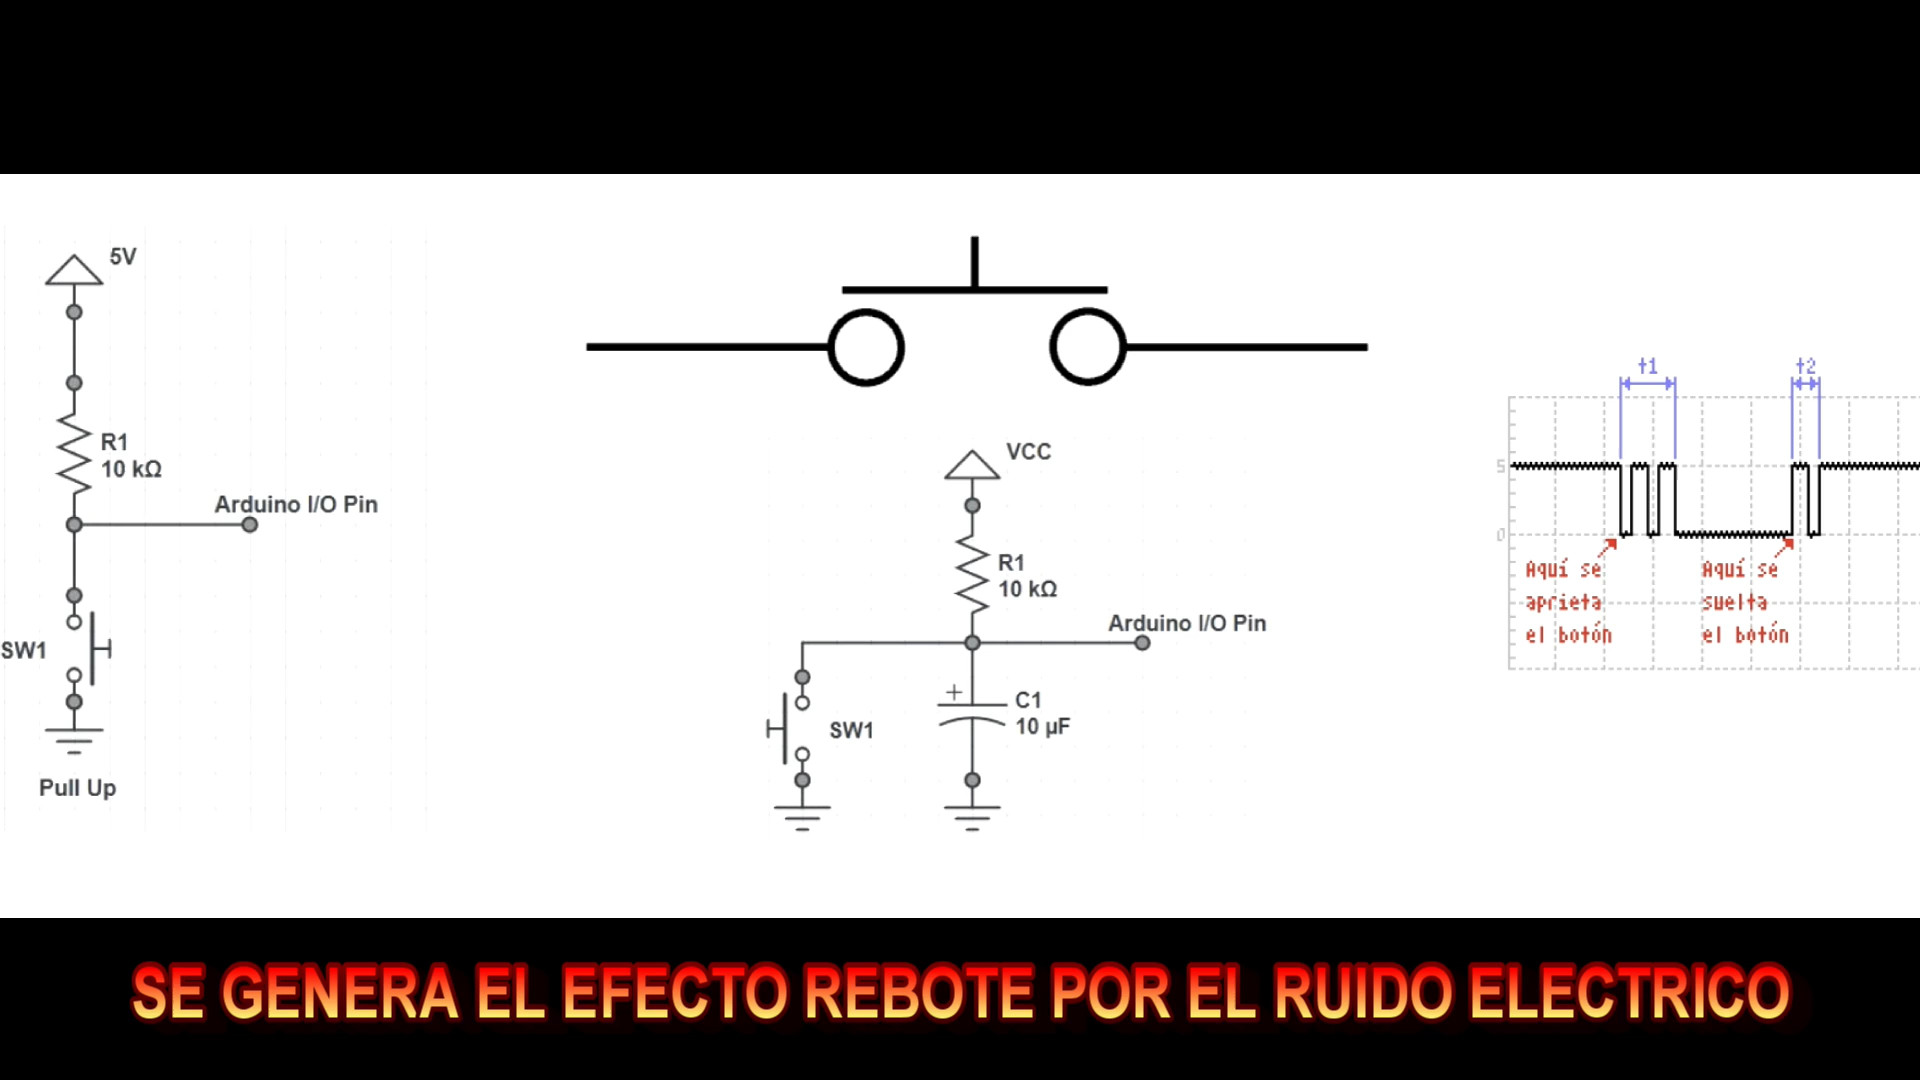 5V
R1
10 kΩ
Arduino I/O Pin
SW1
Pull Up
VCC
R1
10 kΩ
Arduino I/O Pin
+
C1
10 µF
SW1
t1
t2
5
0
Aquí se
aprieta
el botón
Aquí se
suelta
el botón
SE GENERA EL EFECTO REBOTE POR EL RUIDO ELECTRICO